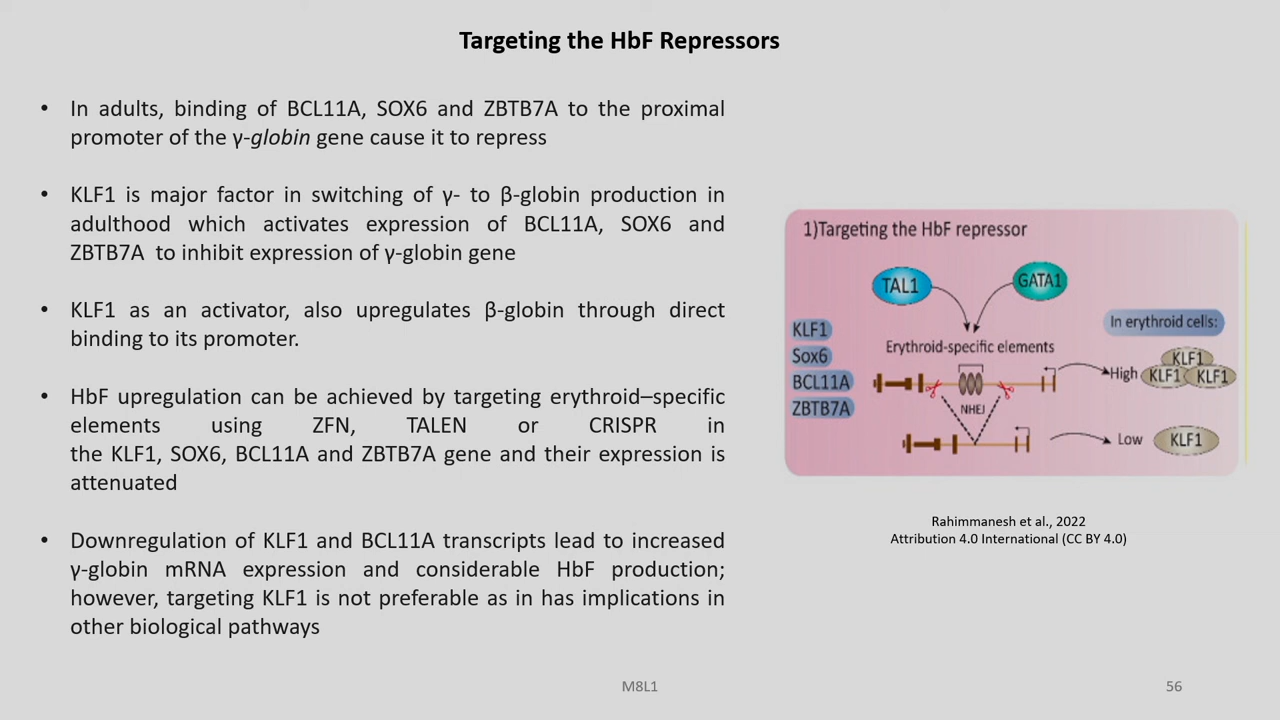 Targeting the HbF Repressors
• In adults, binding of BCL11A, SOX6 and ZBTB7A to the proximal
promoter of the γ-globin gene cause it to repress
• KLF1 is major factor in switching of γ- to β-globin production in
adulthood which activates expression of BCL11A, SOX6 and
ZBTB7A to inhibit expression of γ-globin gene
• KLF1 as an activator, also upregulates β-globin through direct
binding to its promoter.
• HbF upregulation can be achieved by targeting erythroid–specific
elements using ZFN, TALEN or CRISPR in
the KLF1, SOX6, BCL11A and ZBTB7A gene and their expression is
attenuated
• Downregulation of KLF1 and BCL11A transcripts lead to increased
γ-globin mRNA expression and considerable HbF production;
however, targeting KLF1 is not preferable as in has implications in
other biological pathways
1)Targeting the HbF repressor
TAL1
GATA1
KLF1
Sox6
BCL11A
ZBTB7A
Erythroid-specific elements
In erythroid cells:
High
KLF1
KLF1
KLF1
NHEJ
Low
KLF1
Rahimmanesh et al., 2022
Attribution 4.0 International (CC BY 4.0)
M8L1
56